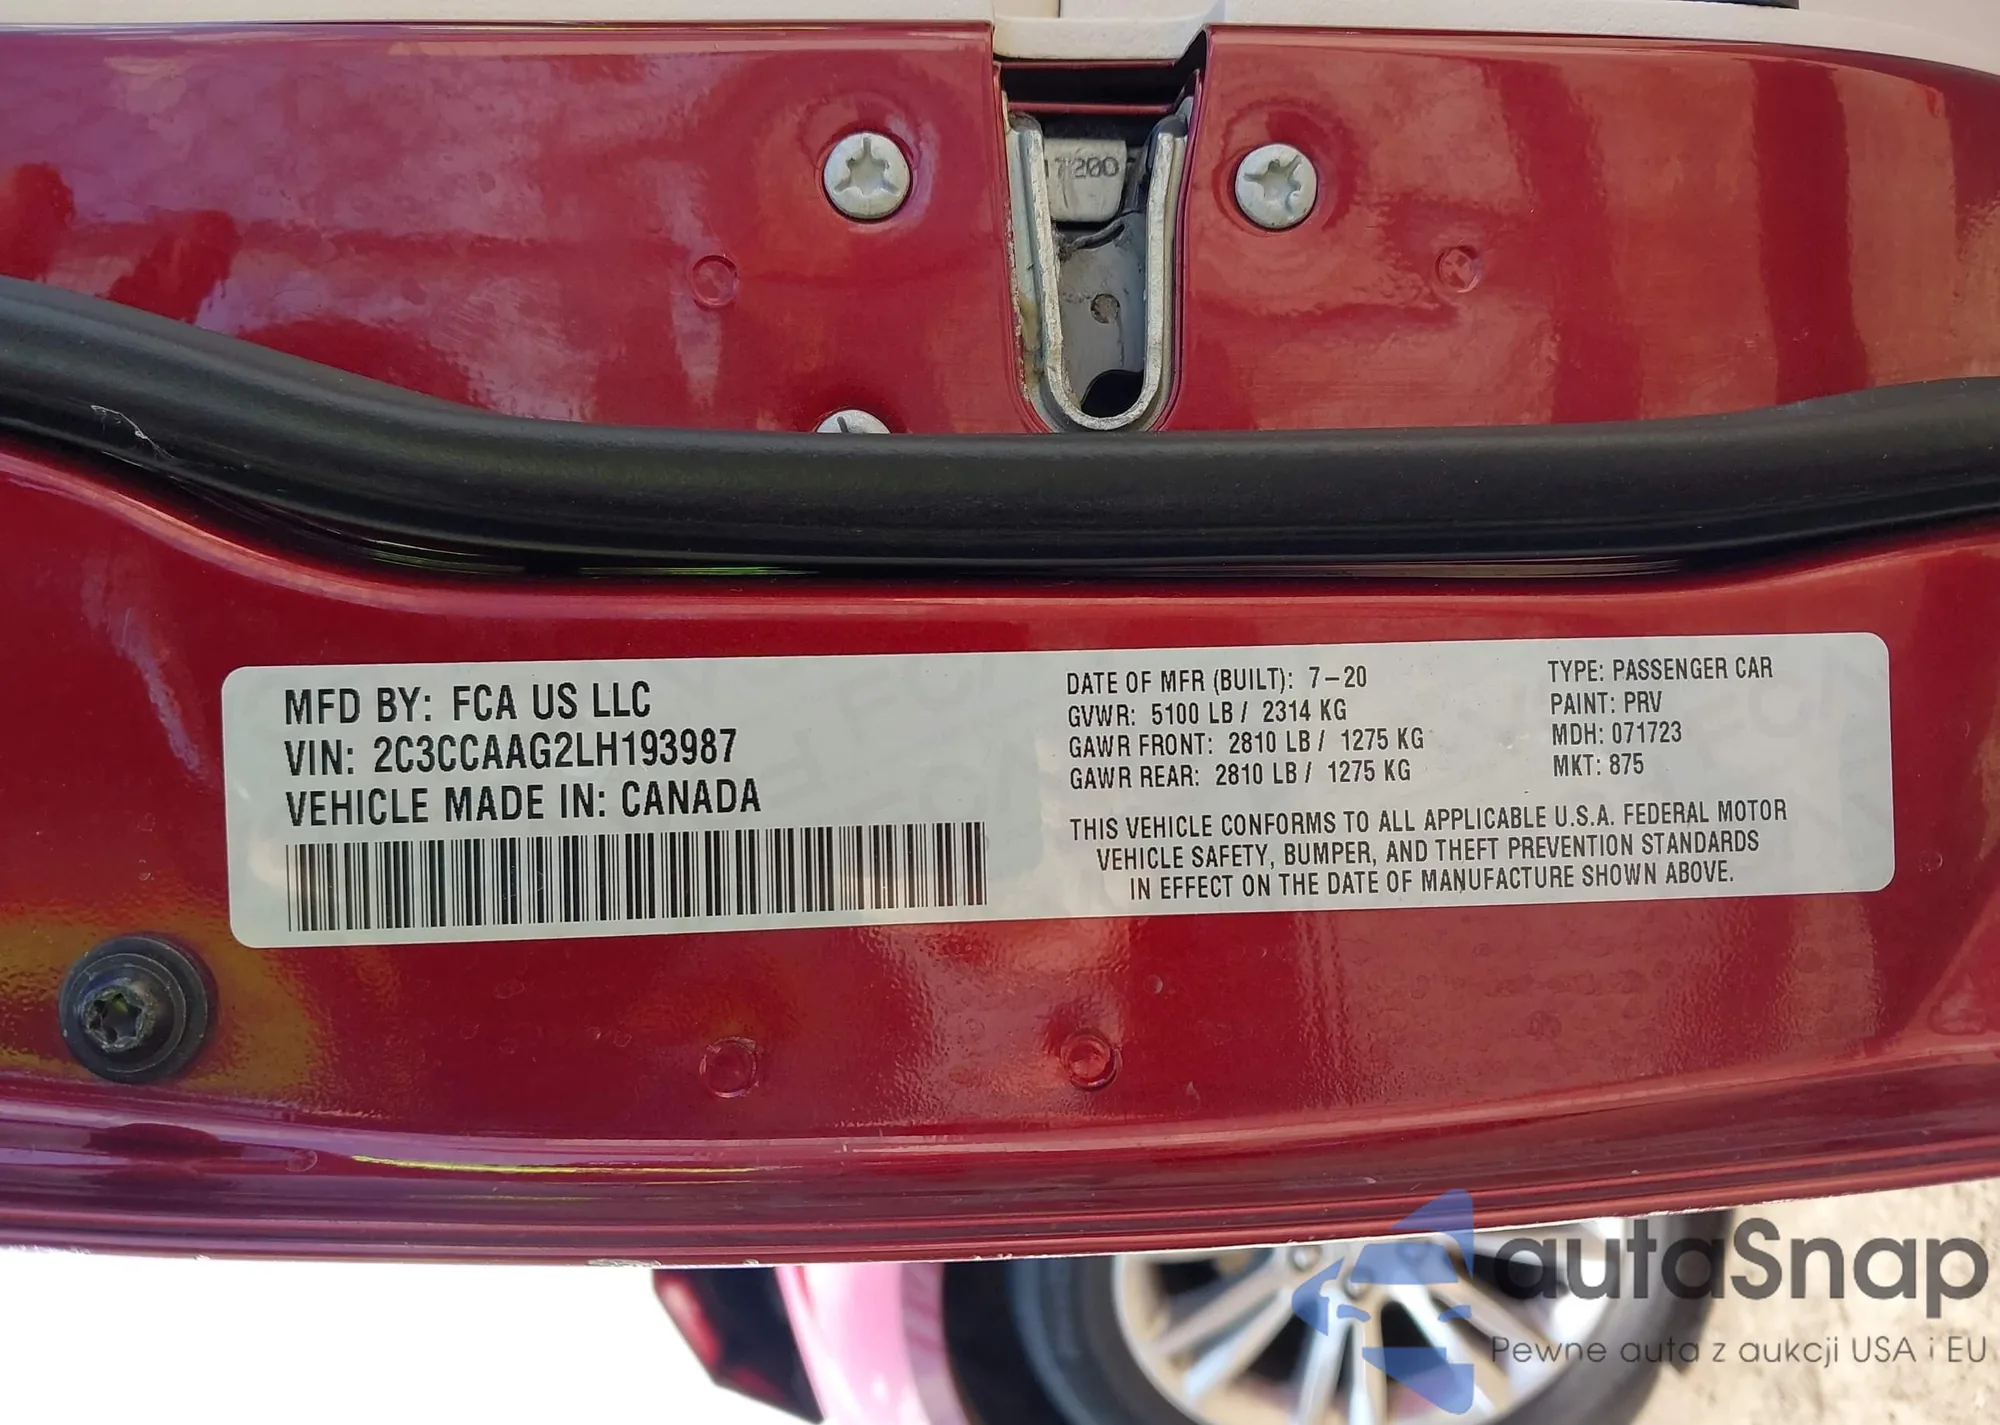 MFD BY: FCA US LLC
VIN: 2C3CCAAG2LH193987
VEHICLE MADE IN: CANADA
DATE OF MFR (BUILT): 7-20
GVWR: 5100 LB / 2314 KG
GAWR FRONT: 2810 LB / 1275 KG
GAWR REAR: 2810 LB / 1275 KG
TYPE: PASSENGER CAR
PAINT: PRV
MDH: 071723
MKT: 875
THIS VEHICLE CONFORMS TO ALL APPLICABLE U.S.A. FEDERAL MOTOR
VEHICLE SAFETY, BUMPER, AND THEFT PREVENTION STANDARDS
IN EFFECT ON THE DATE OF MANUFACTURE SHOWN ABOVE.
autaSnap
Pewne auta z aukcji USA i EU